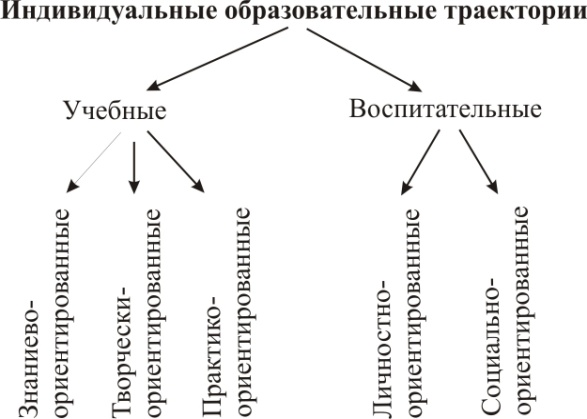 Индивидуальные образовательные траектории
Учебные
Воспитательные
Знаниево-
ориентированные
Творчески-
ориентированные
Практико-
ориентированные
Личностно-
ориентированные
Социально-
ориентированные